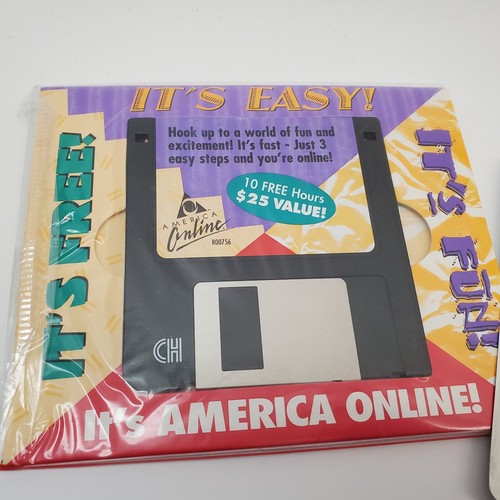 IT'S EASY!
IT'S FREE!
Hook up to a world of fun and
excitement! It's fast - Just 3
easy steps and you're online!
10 FREE Hours
$25 VALUE!
AMERICA
Online
R00756
IT'S FUN!
CH
It's AMERICA ONLINE!